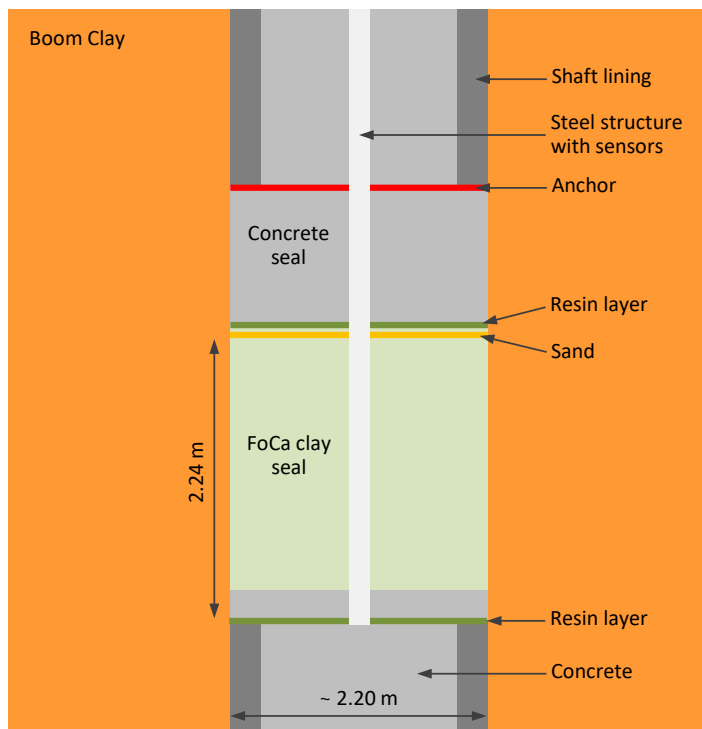 Boom Clay
Shaft lining
Steel structure
with sensors
Anchor
Concrete
seal
Resin layer
Sand
FoCa clay
seal
2.24 m
Resin layer
Concrete
~ 2.20 m